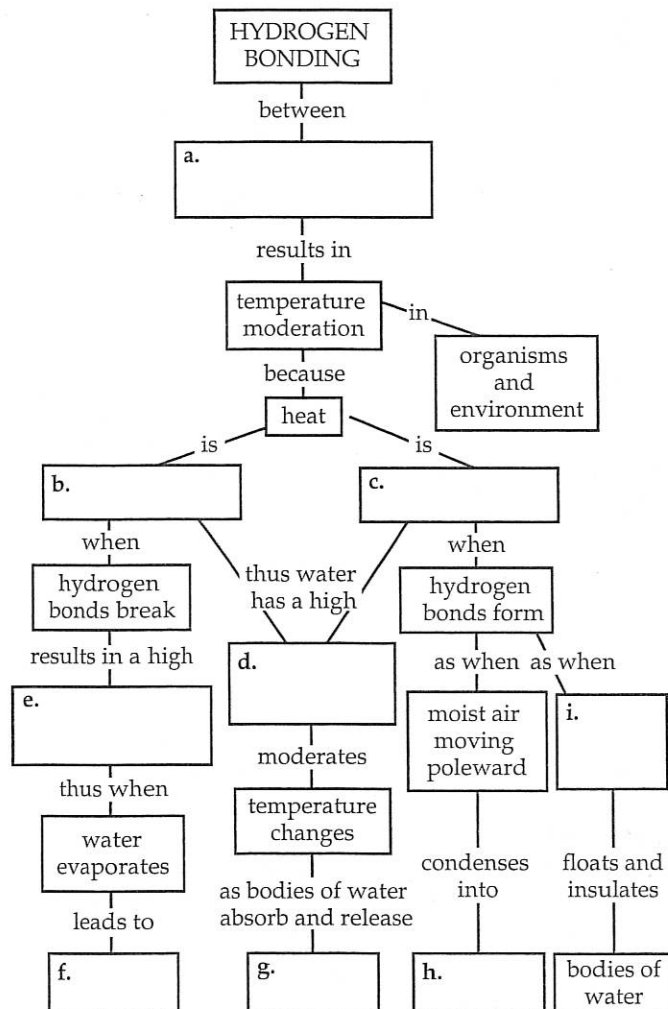 HYDROGEN
BONDING
between
a.
results in
temperature
moderation
in
organisms
and
environment
because
heat
is
is
b.
c.
when
thus water
has a high
when
hydrogen
bonds break
hydrogen
bonds form
results in a high
d.
as when
as when
e.
moist air
moving
poleward
i.
moderates
thus when
temperature
changes
water
evaporates
condenses
into
floats and
insulates
as bodies of water
absorb and release
leads to
f.
g.
h.
bodies of
water